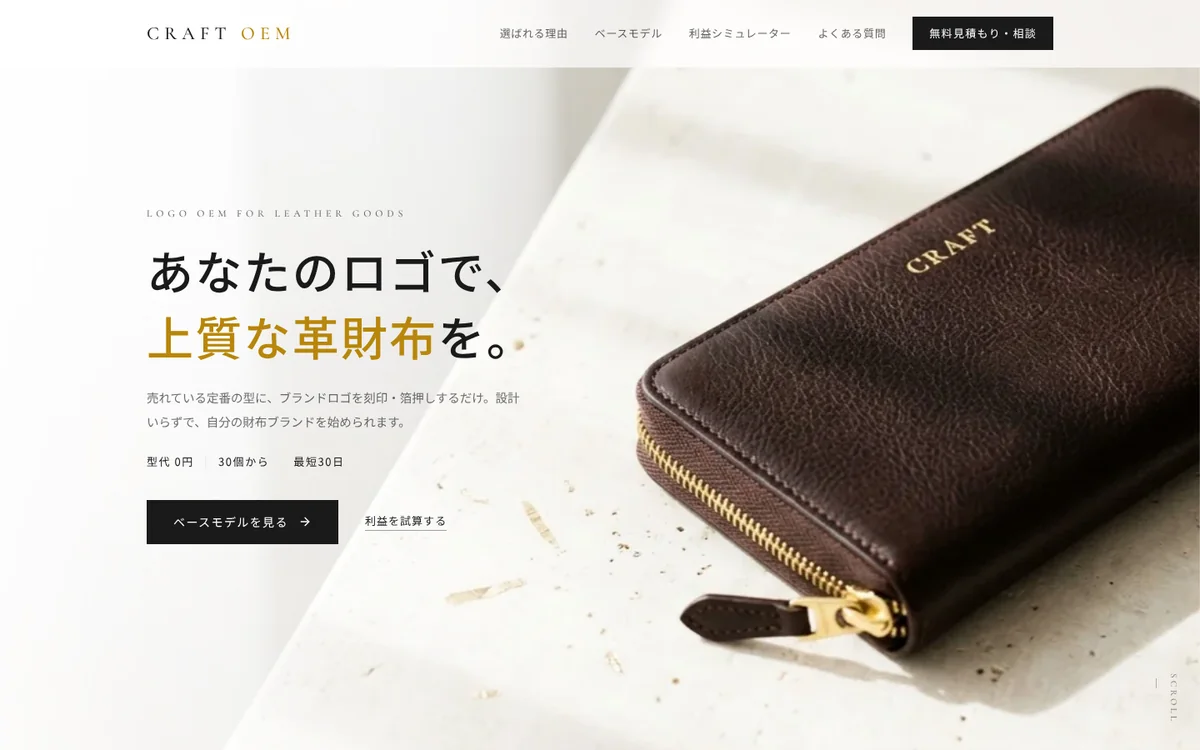 CRAFT OEM
選ばれる理由
ベースモデル
利益シミュレーター
よくある質問
無料見積もり・相談
LOGO OEM FOR LEATHER GOODS
あなたのロゴで、
上質な革財布を。
売れている定番の型に、ブランドロゴを刻印・箔押しするだけ。設計
いらずで、自分の財布ブランドを始められます。
型代 0円
30個から
最短30日
ベースモデルを見る →
利益を試算する
CRAFT
SCROLL